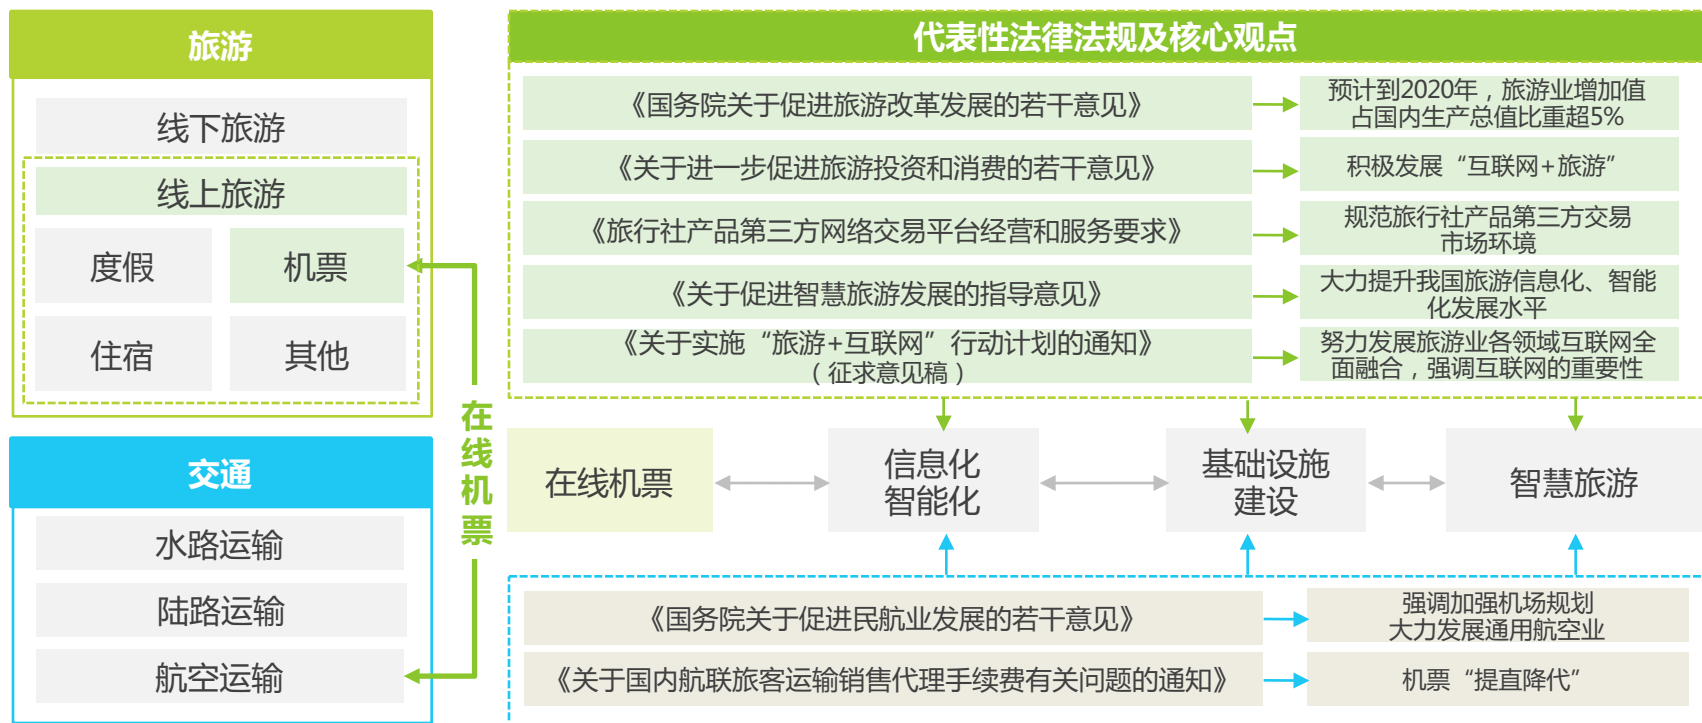 旅游
线下旅游
线上旅游
度假
机票
住宿
其他
交通
水路运输
陆路运输
航空运输
在线机票
代表性法律法规及核心观点
《国务院关于促进旅游改革发展的若干意见》
预计到2020年，旅游业增加值
占国内生产总值比重超5%
《关于进一步促进旅游投资和消费的若干意见》
积极发展“互联网+旅游”
《旅行社产品第三方网络交易平台经营和服务要求》
规范旅行社产品第三方交易
市场环境
《关于促进智慧旅游发展的指导意见》
大力提升我国旅游信息化、智能
化发展水平
《关于实施“旅游+互联网”行动计划的通知》
（征求意见稿）
努力发展旅游业各领域互联网全
面融合，强调互联网的重要性
在线机票
信息化
智能化
基础设施
建设
智慧旅游
《国务院关于促进民航业发展的若干意见》
强调加强机场规划
大力发展通用航空业
《关于国内航联旅客运输销售代理手续费有关问题的通知》
机票“提直降代”